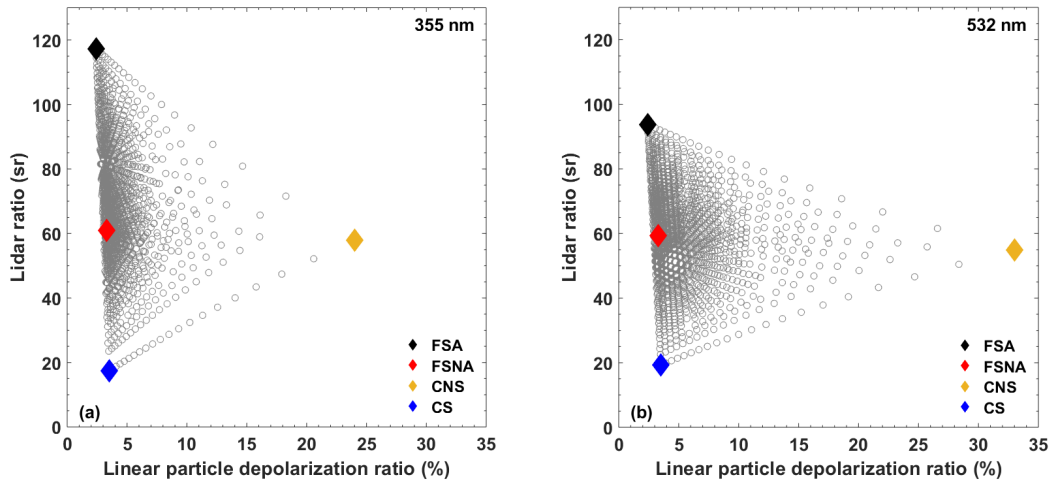 355 nm
120
100
80
60
40
20
0
Lidar ratio (sr)
FSA
FSNA
CNS
CS
(a)
0 5 10 15 20 25 30 35
Linear particle depolarization ratio (%)
532 nm
120
100
80
60
40
20
0
Lidar ratio (sr)
FSA
FSNA
CNS
CS
(b)
0 5 10 15 20 25 30 35
Linear particle depolarization ratio (%)